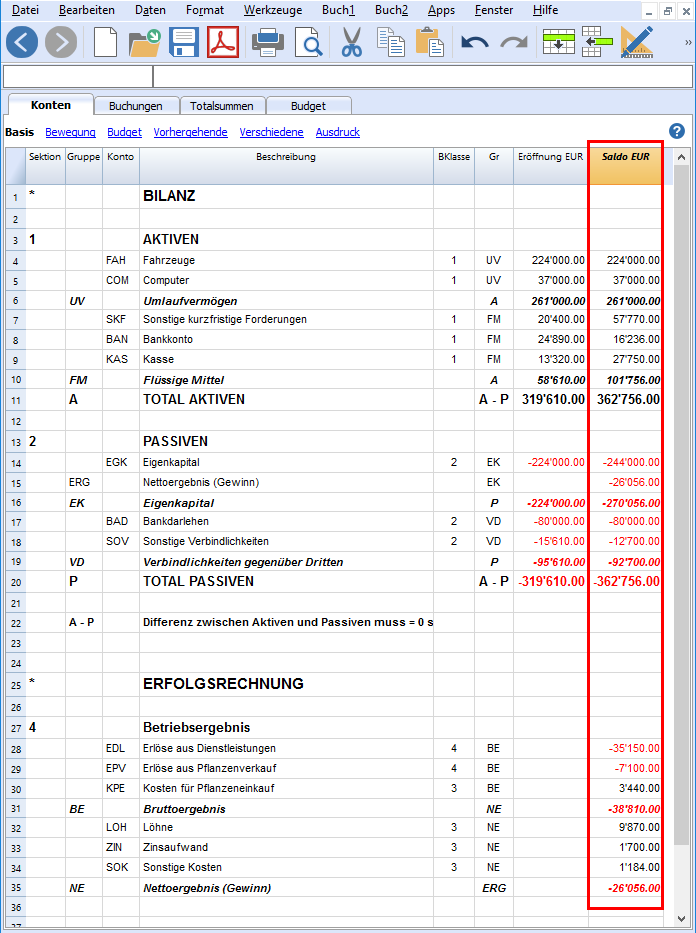 Datei Bearbeiten Daten Format Werkzeuge Buch1 Buch2 Apps Fenster Hilfe
Konten Buchungen Totalsummen Budget
Basis Bewegung Budget Vorhergehende Verschiedene Ausdruck ?
Sektion Gruppe Konto Beschreibung BKlasse Gr Eröffnung EUR Saldo EUR
1 * BILANZ
2
3 1 AKTIVEN
4 FAH Fahrzeuge 1 UV 224'000.00 224'000.00
5 COM Computer 1 UV 37'000.00 37'000.00
6 UV Umlaufvermögen A 261'000.00 261'000.00
7 SKF Sonstige kurzfristige Forderungen 1 FM 20'400.00 57'770.00
8 BAN Bankkonto 1 FM 24'890.00 16'236.00
9 KAS Kasse 1 FM 13'320.00 27'750.00
10 FM Flüssige Mittel A 58'610.00 101'756.00
11 A TOTAL AKTIVEN A - P 319'610.00 362'756.00
12
13 2 PASSIVEN
14 EGK Eigenkapital 2 EK -224'000.00 -244'000.00
15 ERG Nettoergebnis (Gewinn) EK -26'056.00
16 EK Eigenkapital P -224'000.00 -270'056.00
17 BAD Bankdarlehen 2 VD -80'000.00 -80'000.00
18 SOV Sonstige Verbindlichkeiten 2 VD -15'610.00 -12'700.00
19 VD Verbindlichkeiten gegenüber Dritten P -95'610.00 -92'700.00
20 P TOTAL PASSIVEN A - P -319'610.00 -362'756.00
21
22 A - P Differenz zwischen Aktiven und Passiven muss = 0 s
23
24
25 * ERFOLGSRECHNUNG
26
27 4 Betriebsergebnis
28 EDL Erlöse aus Dienstleistungen 4 BE -35'150.00
29 EPV Erlöse aus Pflanzenverkauf 4 BE -7'100.00
30 KPE Kosten für Pflanzeneinkauf 3 BE 3'440.00
31 BE Bruttoergebnis NE -38'810.00
32 LOH Löhne 3 NE 9'870.00
33 ZIN Zinsaufwand 3 NE 1'700.00
34 SOK Sonstige Kosten 3 NE 1'184.00
35 NE Nettoergebnis (Gewinn) ERG -26'056.00
36
37